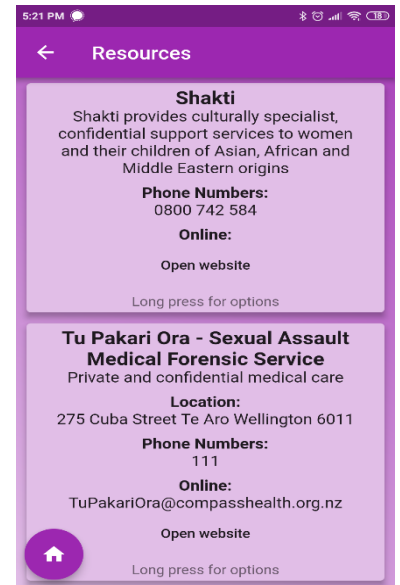 5:21 PM
18
Resources
Shakti
Shakti provides culturally specialist,
confidential support services to women
and their children of Asian, African and
Middle Eastern origins
Phone Numbers:
0800 742 584
Online:
Open website
Long press for options
Tu Pakari Ora - Sexual Assault
Medical Forensic Service
Private and confidential medical care
Location:
275 Cuba Street Te Aro Wellington 6011
Phone Numbers:
111
Online:
TuPakariOra@compasshealth.org.nz
Open website
Long press for options